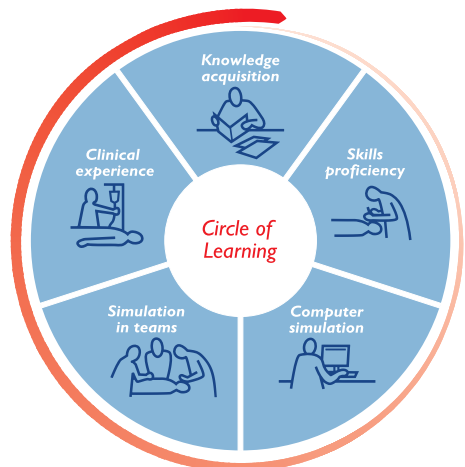 Knowledge
acquisition
Skills
proficiency
Computer
simulation
Simulation
in teams
Clinical
experience
Circle of
Learning